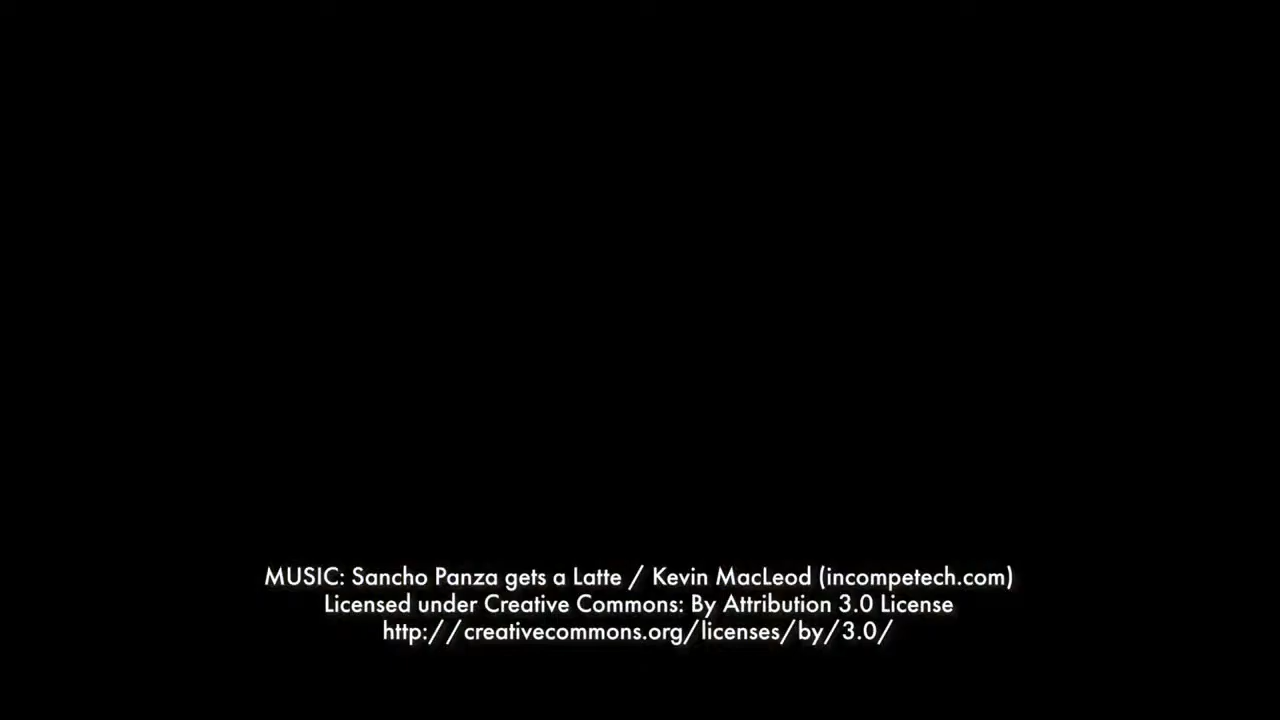 MUSIC: Sancho Panza gets a Latte / Kevin MacLeod (incompetech.com)
Licensed under Creative Commons: By Attribution 3.0 License
http://creativecommons.org/licenses/by/3.0/